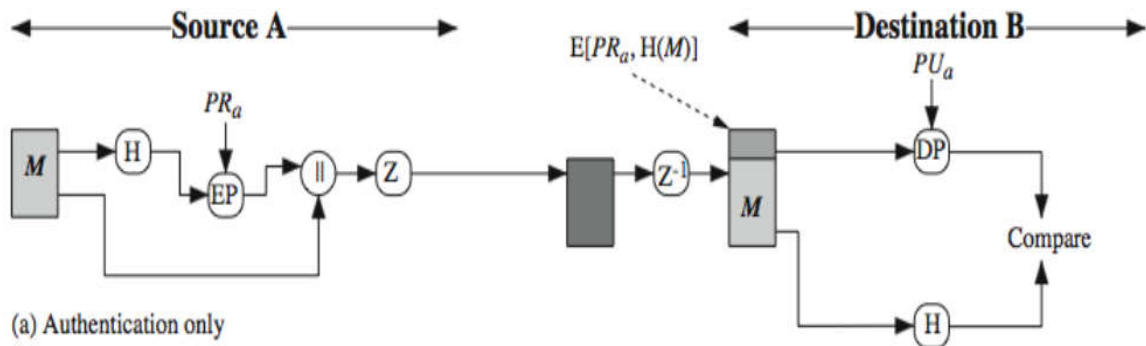 Source A
Destination B
E[PRₐ, H(M)]
PUₐ
PRₐ
M
H
EP
||
Z
Z⁻¹
DP
M
Compare
H
(a) Authentication only